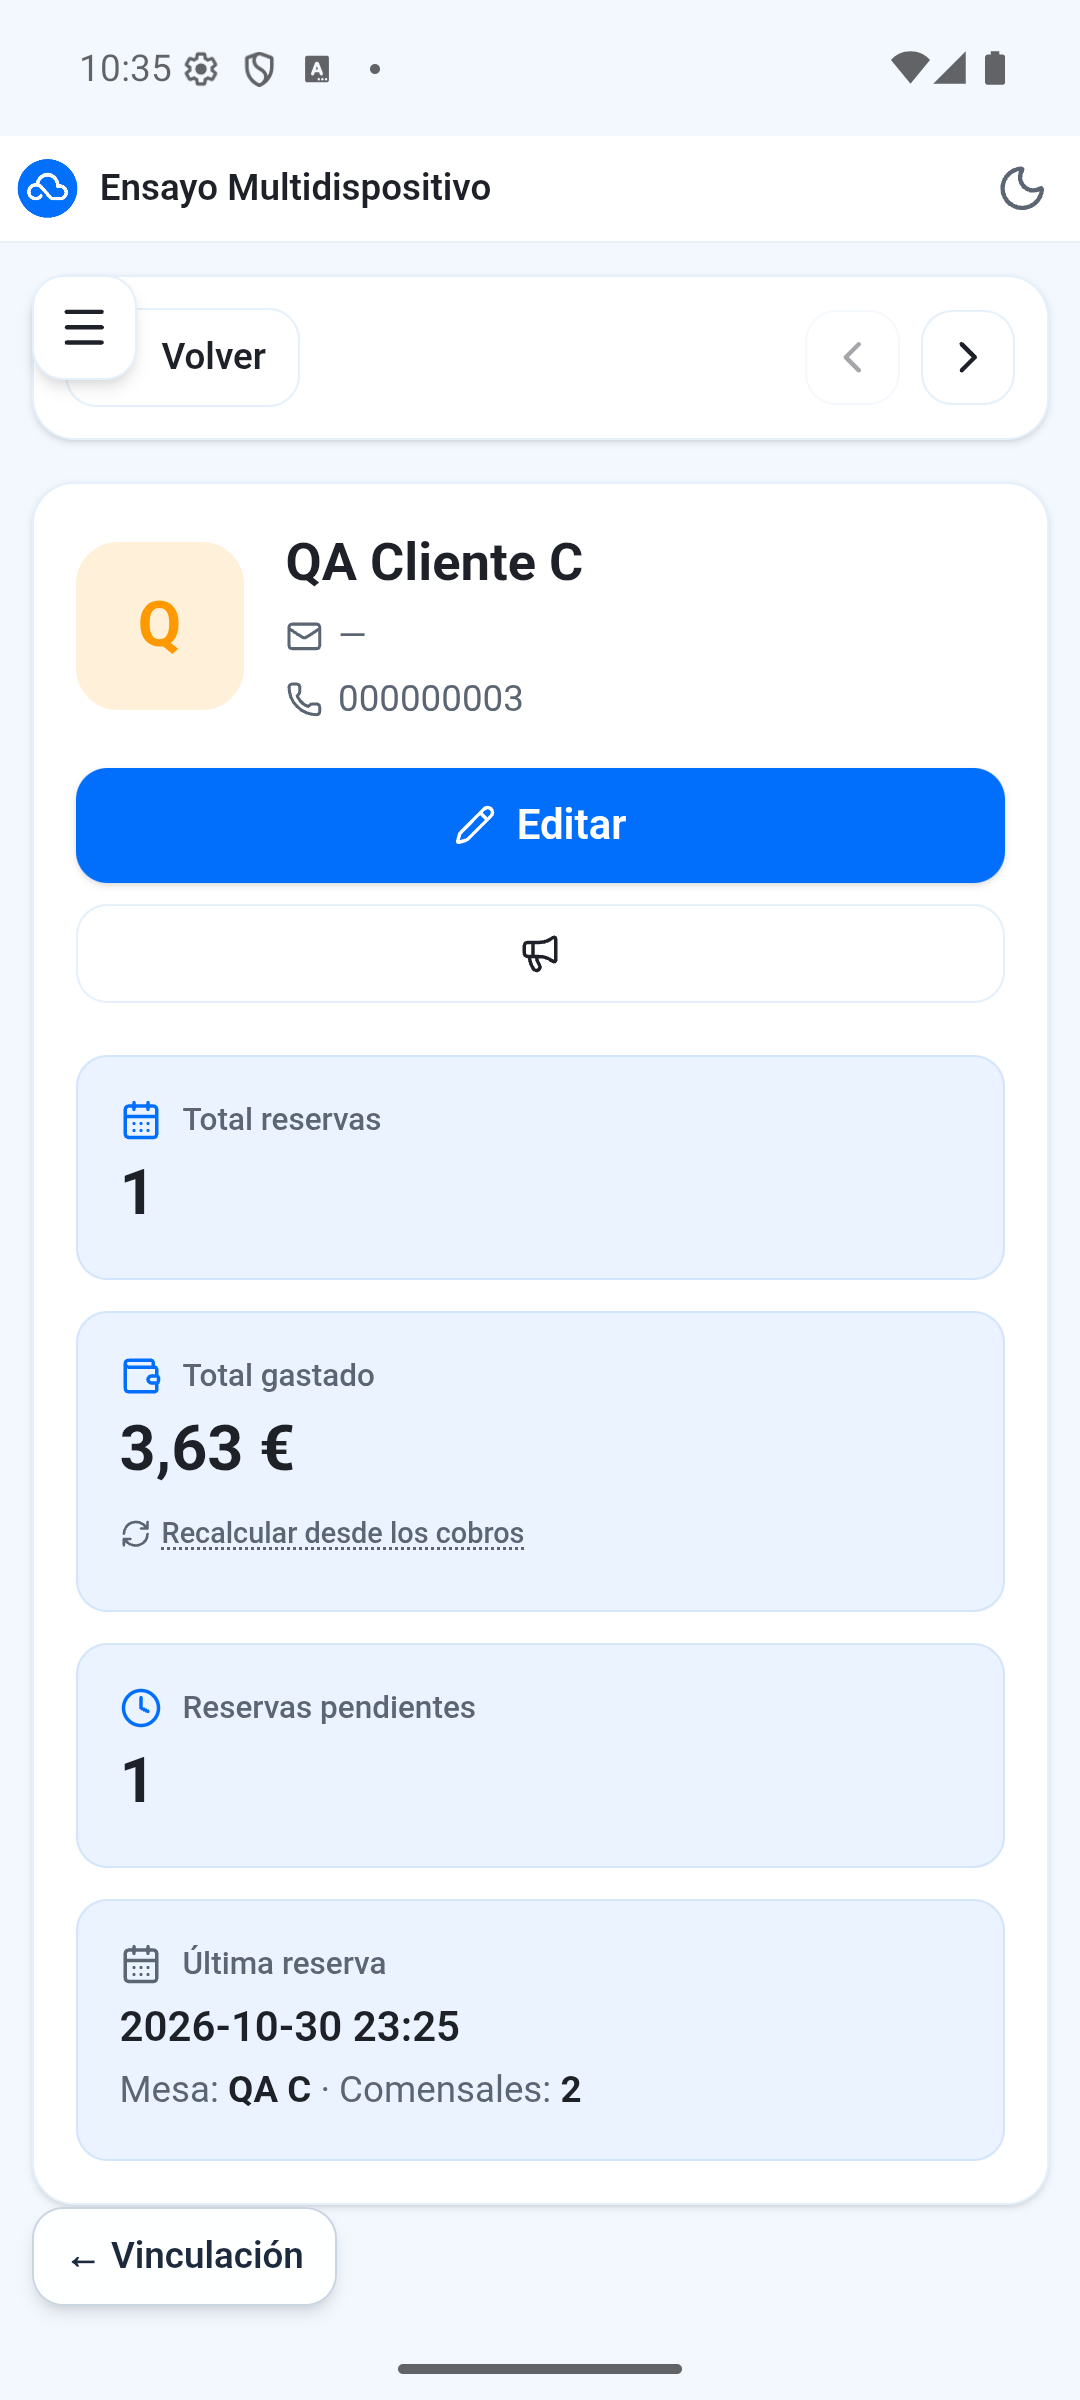 10:35
Ensayo Multidispositivo
Volver
Q
QA Cliente C
—
000000003
Editar
Total reservas
1
Total gastado
3,63 €
Recalcular desde los cobros
Reservas pendientes
1
Última reserva
2026-10-30 23:25
Mesa: QA C · Comensales: 2
← Vinculación